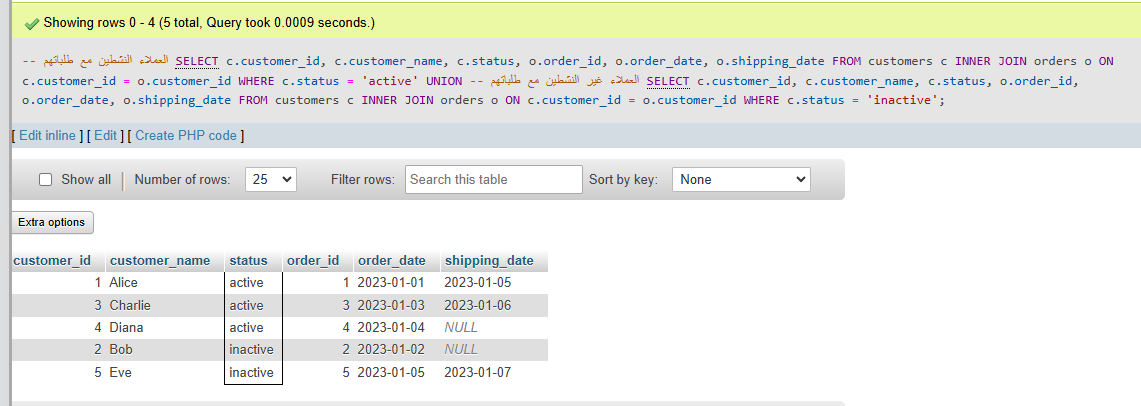 Showing rows 0 - 4 (5 total, Query took 0.0009 seconds.)
-- العملاء النشطين مع طلباتهم SELECT c.customer_id, c.customer_name, c.status, o.order_id, o.order_date, o.shipping_date FROM customers c INNER JOIN orders o ON
c.customer_id = o.customer_id WHERE c.status = 'active' UNION -- العملاء غير النشطين مع طلباتهم SELECT c.customer_id, c.customer_name, c.status, o.order_id,
o.order_date, o.shipping_date FROM customers c INNER JOIN orders o ON c.customer_id = o.customer_id WHERE c.status = 'inactive';
[ Edit inline ] [ Edit ] [ Create PHP code ]
Show all | Number of rows: 25 Filter rows: Search this table Sort by key: None
Extra options
customer_id customer_name status order_id order_date shipping_date
1 Alice active 1 2023-01-01 2023-01-05
3 Charlie active 3 2023-01-03 2023-01-06
4 Diana active 4 2023-01-04 NULL
2 Bob inactive 2 2023-01-02 NULL
5 Eve inactive 5 2023-01-05 2023-01-07